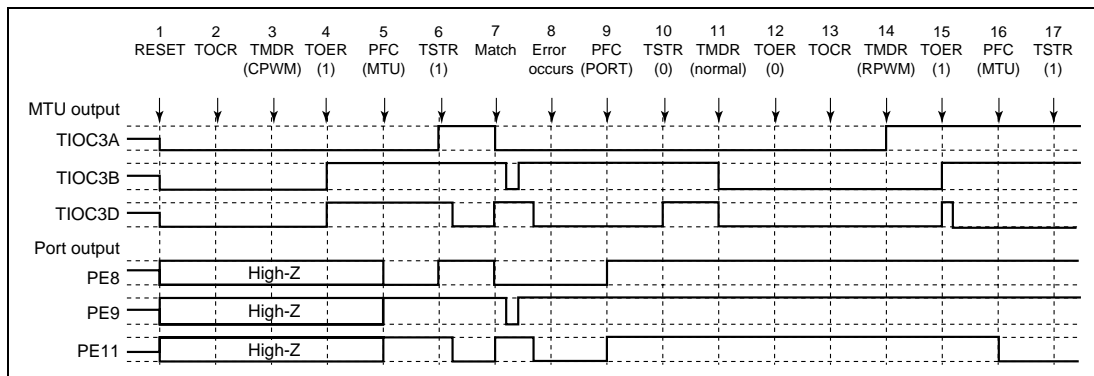 1 2 3 4 5 6 7 8 9 10 11 12 13 14 15 16 17
RESET TOCR TMDR TOER PFC TSTR Match Error PFC TSTR TMDR TOER TOCR TMDR TOER PFC TSTR
(CPWM) (1) (MTU) (1) occurs (PORT) (0) (normal) (0) (RPWM) (1) (MTU) (1)
MTU output
TIOC3A
TIOC3B
TIOC3D
Port output
PE8 High-Z
PE9 High-Z
PE11 High-Z